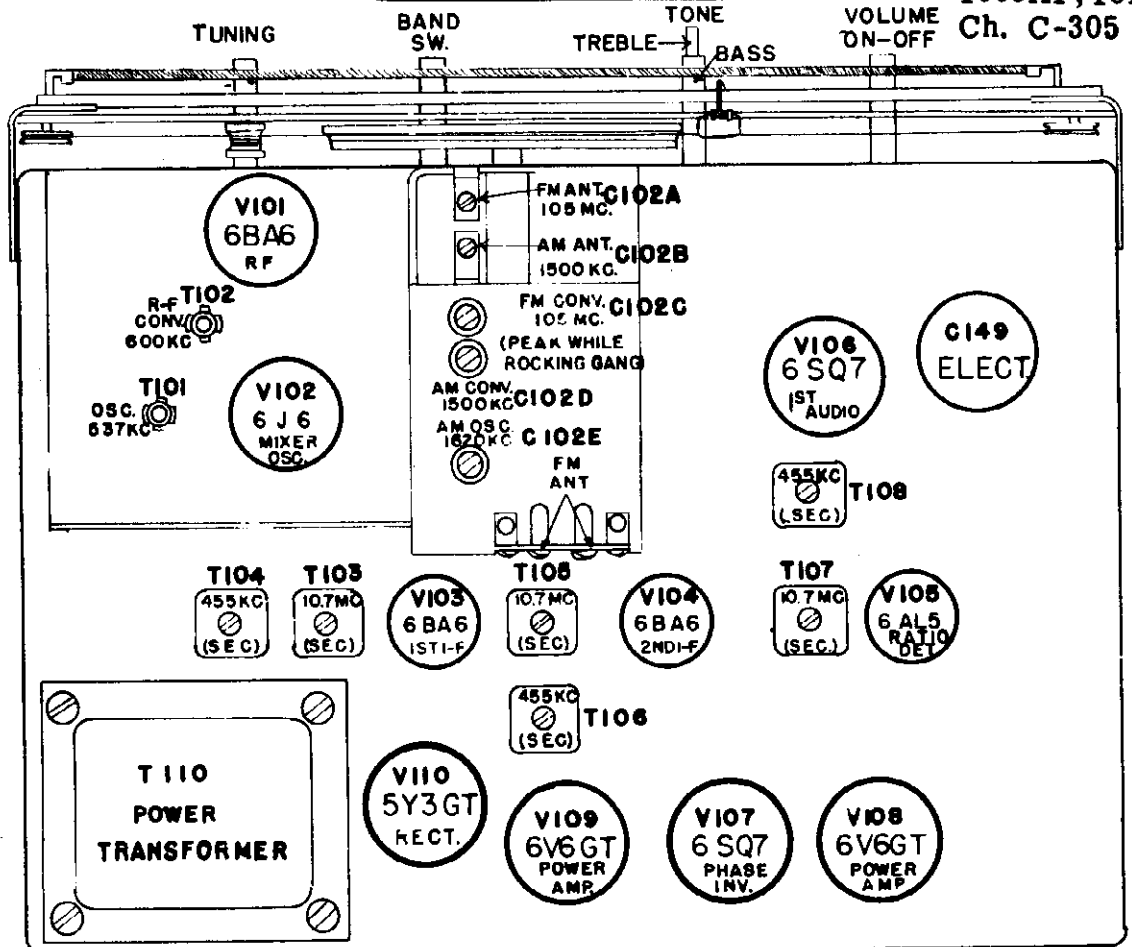 Ch. C-305
TUNING
BAND
SW.
TONE
TREBLE
BASS
VOLUME
ON-OFF
V101
6BA6
RF
FM ANT.
105 MC.
C102A
AM ANT.
1500 KC.
C102B
T102
R-F
CONV.
600KC
FM CONV.
105 MC.
C102C
(PEAK WHILE
ROCKING GANG)
V106
6SQ7
1ST
AUDIO
C149
ELECT.
T101
OSC.
537KC
V102
6J6
MIXER
OSC.
AM CONV.
1500KC
C102D
AM OSC
1620KC
C102E
FM
ANT
455KC
(SEC)
T108
T104
455KC
(SEC)
T103
10.7MC
(SEC)
V103
6BA6
1ST I-F
T105
10.7MC
(SEC)
V104
6BA6
2ND I-F
T107
10.7MC
(SEC.)
V105
6AL5
RATIO
DET.
455KC
(SEC)
T106
T110
POWER
TRANSFORMER
V110
5Y3GT
RECT.
V109
6V6GT
POWER
AMP.
V107
6SQ7
PHASE
INV.
V108
6V6GT
POWER
AMP